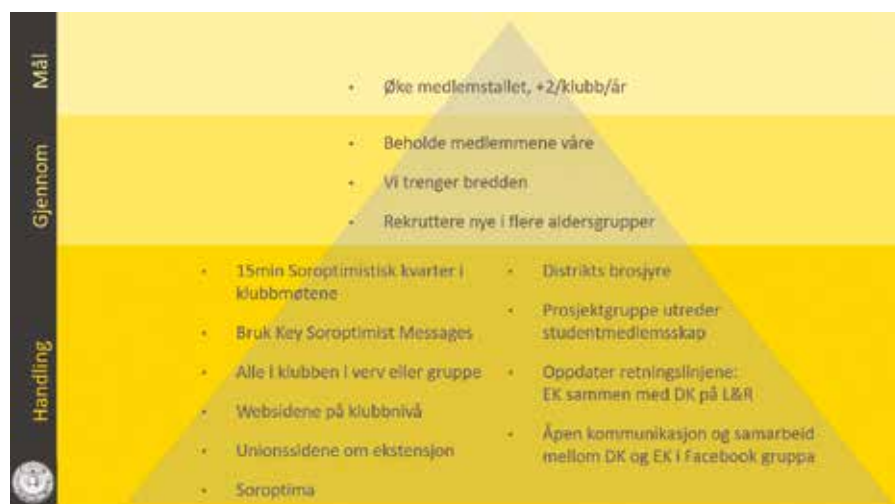 Mål
• Øke medlemstallet, +2/klubb/år
Gjennom
• Beholde medlemmene våre
• Vi trenger bredden
• Rekruttere nye i flere aldersgrupper
Handling
• 15min Soroptimistisk kvarter i
klubbmøtene
• Bruk Key Soroptimist Messages
• Alle i klubben i verv eller gruppe
• Websidene på klubbnivå
• Unionssidene om ekstensjon
• Soroptima
• Distrikts brosjyre
• Prosjektgruppe utreder
studentmedlemsskap
• Oppdater retningslinjene:
EK sammen med DK på L&R
• Åpen kommunikasjon og samarbeid
mellom DK og EK i Facebook gruppa